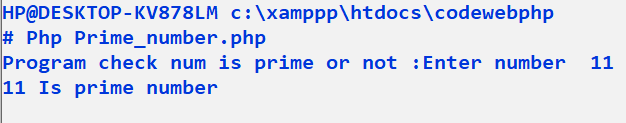 HP@DESKTOP-KV878LM c:\xamppp\htdocs\codewebphp
# Php Prime_number.php
Program check num is prime or not :Enter number  11
11 Is prime number